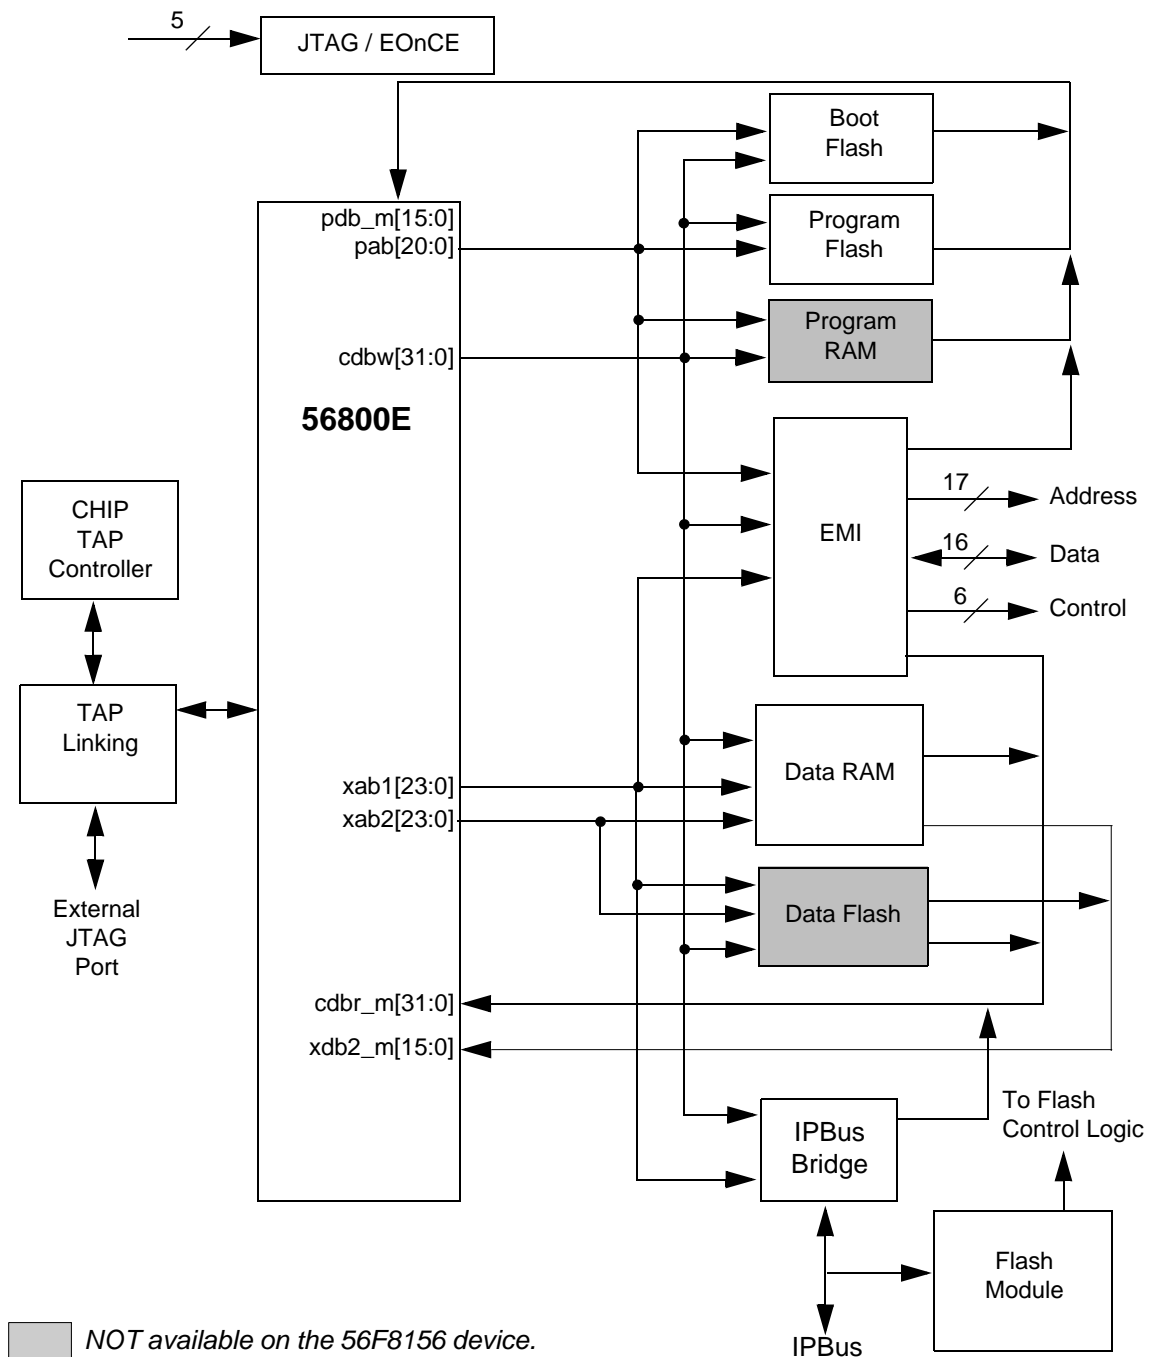 5
JTAG / EOnCE
Boot
Flash
pdb_m[15:0]
pab[20:0]
Program
Flash
Program
RAM
cdbw[31:0]
56800E
CHIP
TAP
Controller
EMI
17
Address
16
Data
6
Control
TAP
Linking
Data RAM
xab1[23:0]
xab2[23:0]
External
JTAG
Port
Data Flash
cdbr_m[31:0]
xdb2_m[15:0]
To Flash
Control Logic
IPBus
Bridge
Flash
Module
NOT available on the 56F8156 device.
IPBus